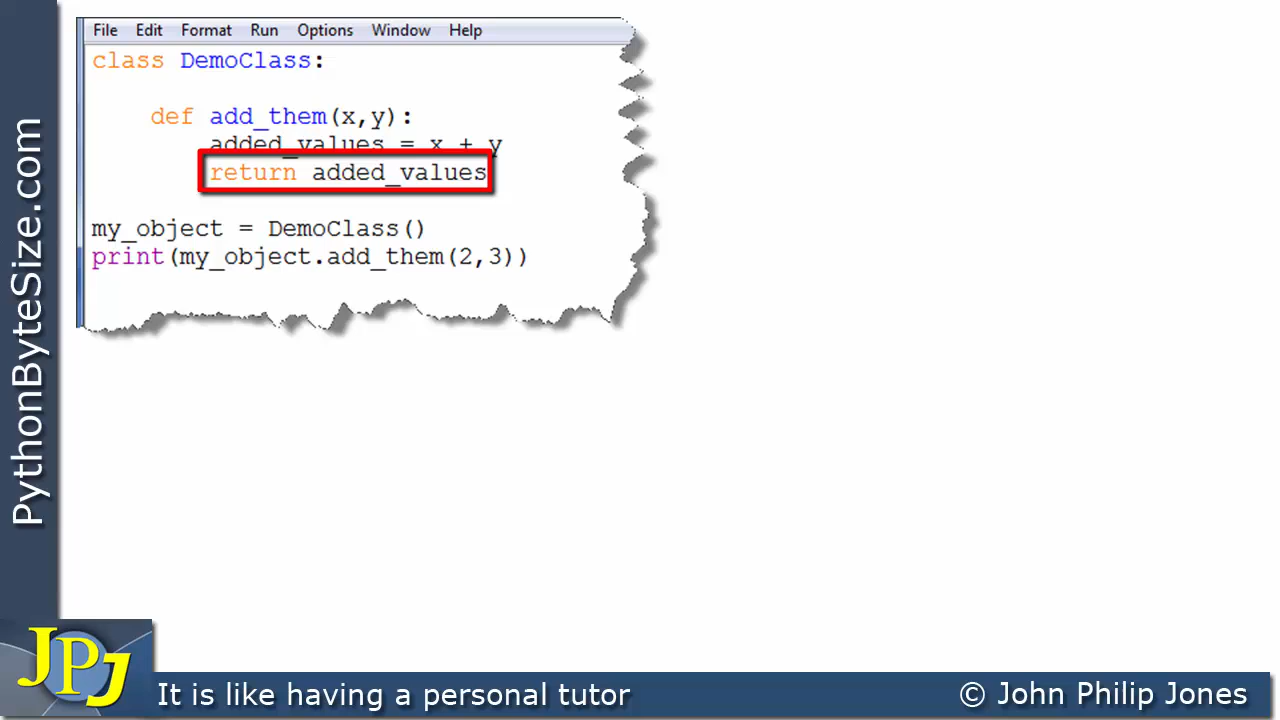 File Edit Format Run Options Window Help
class DemoClass:
def add_them(x,y):
added_values = x + y
return added_values
my_object = DemoClass()
print(my_object.add_them(2,3))
PythonByteSize.com
JPJ
It is like having a personal tutor
© John Philip Jones